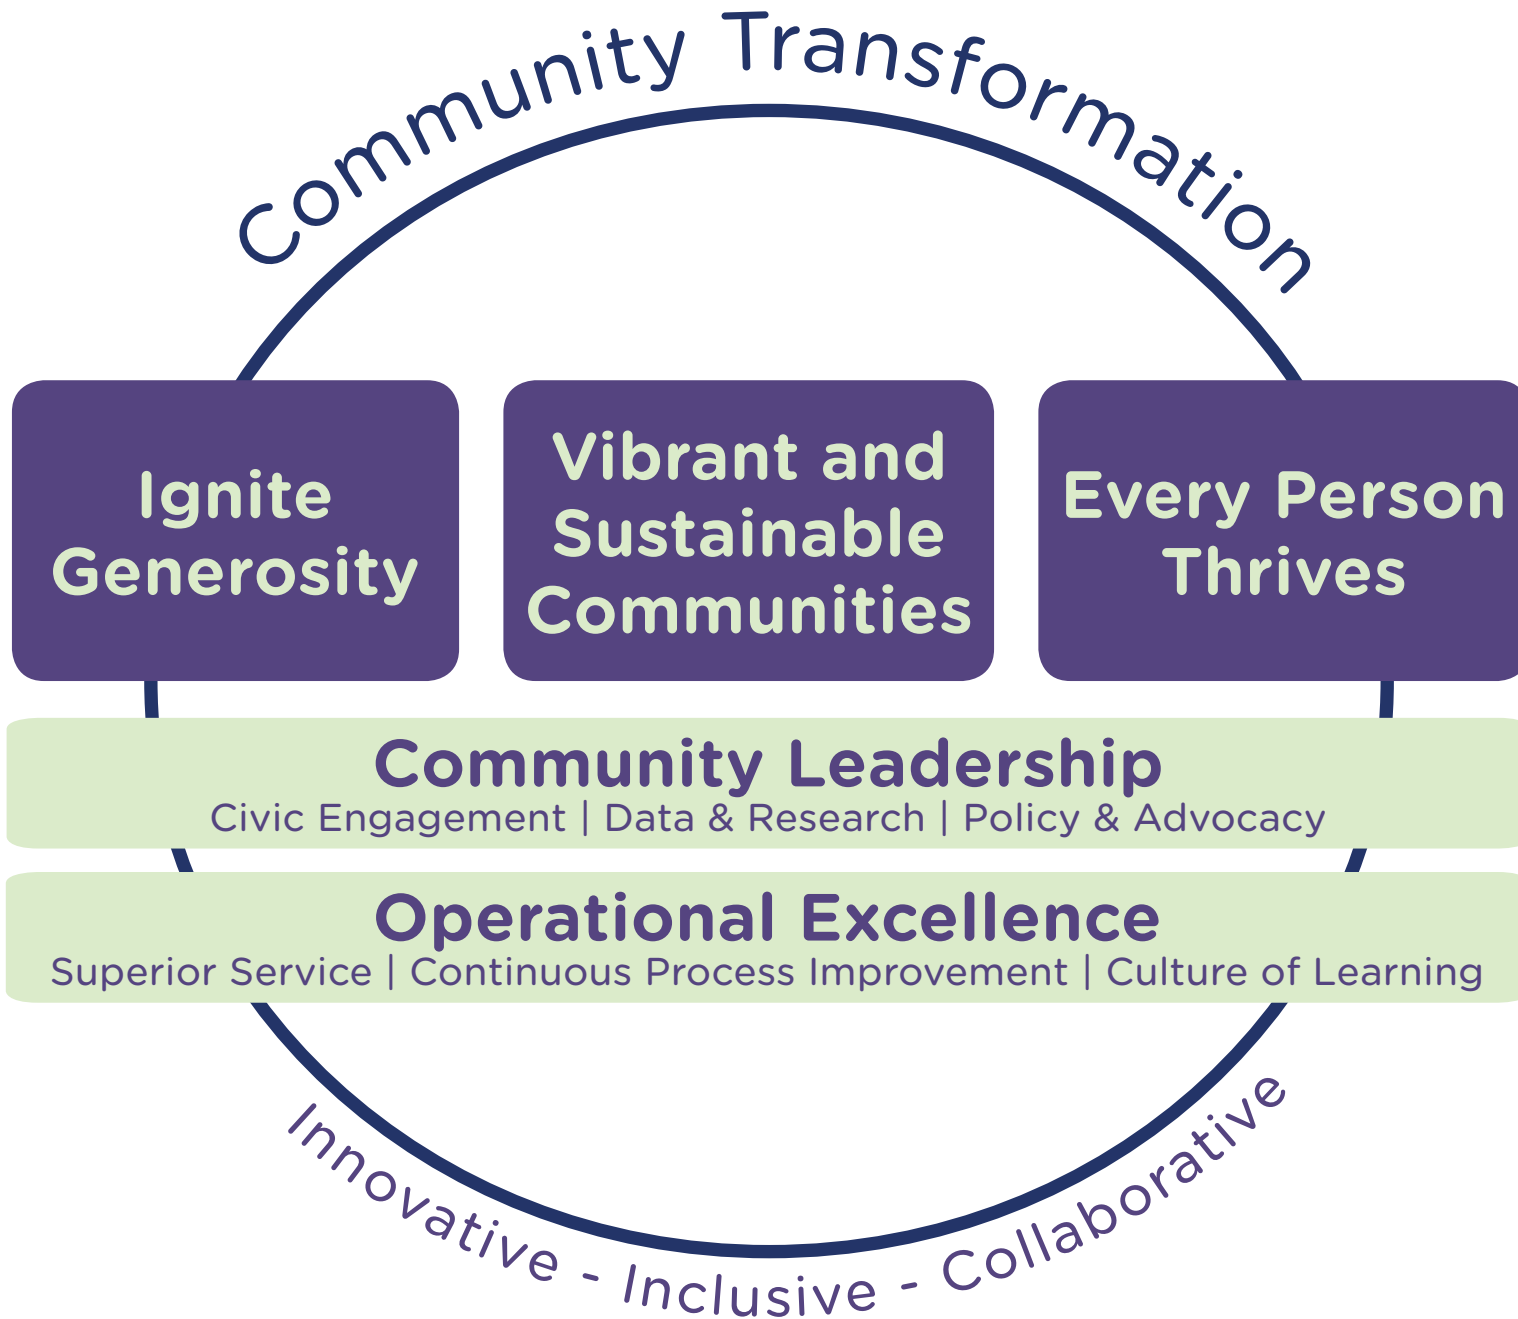 Community Transformation
Ignite
Generosity
Vibrant and
Sustainable
Communities
Every Person
Thrives
Community Leadership
Civic Engagement | Data & Research | Policy & Advocacy
Operational Excellence
Superior Service | Continuous Process Improvement | Culture of Learning
Innovative - Inclusive - Collaborative